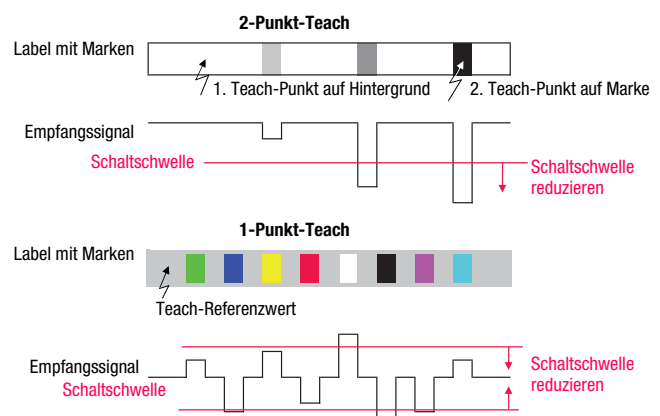 2-Punkt-Teach
Label mit Marken
1. Teach-Punkt auf Hintergrund
2. Teach-Punkt auf Marke
Empfangssignal
Schaltschwelle
Schaltschwelle
reduzieren
1-Punkt-Teach
Label mit Marken
Teach-Referenzwert
Empfangssignal
Schaltschwelle
Schaltschwelle
reduzieren